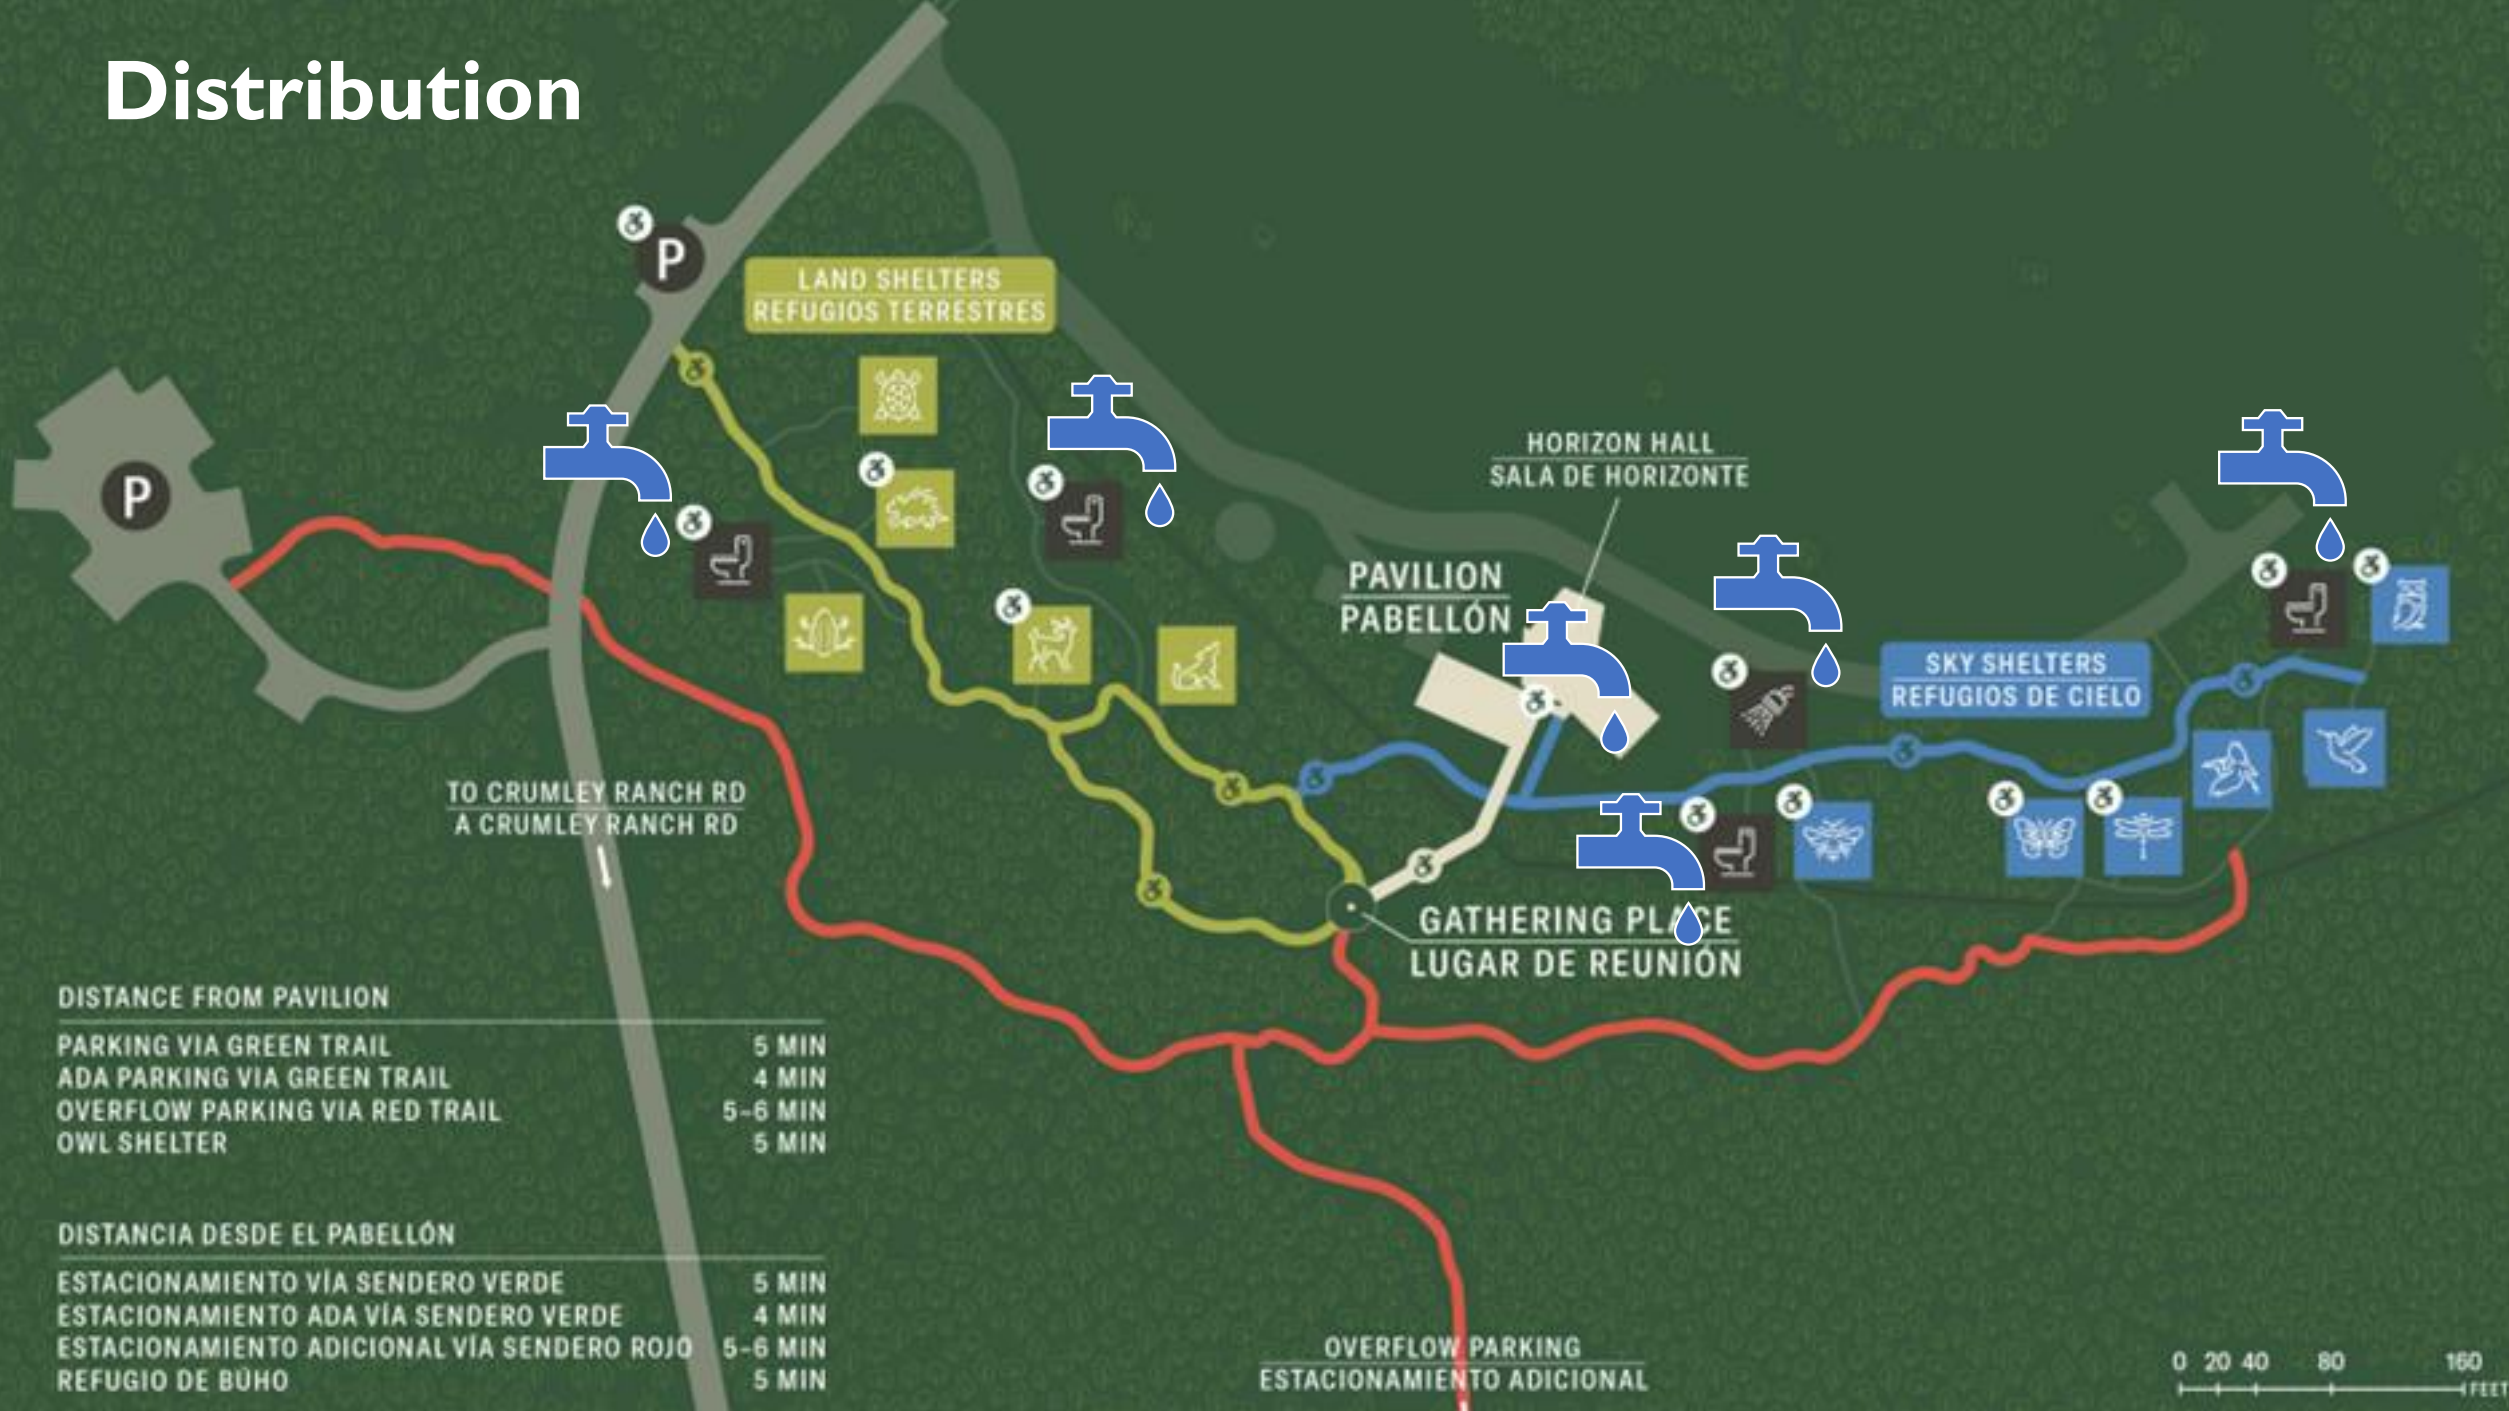 Distribution
P
LAND SHELTERS
REFUGIOS TERRESTRES
P
HORIZON HALL
SALA DE HORIZONTE
PAVILION
PABELLÓN
SKY SHELTERS
REFUGIOS DE CIELO
TO CRUMLEY RANCH RD
A CRUMLEY RANCH RD
GATHERING PLACE
LUGAR DE REUNIÓN
DISTANCE FROM PAVILION
PARKING VIA GREEN TRAIL 5 MIN
ADA PARKING VIA GREEN TRAIL 4 MIN
OVERFLOW PARKING VIA RED TRAIL 5–6 MIN
OWL SHELTER 5 MIN
DISTANCIA DESDE EL PABELLÓN
ESTACIONAMIENTO VÍA SENDERO VERDE 5 MIN
ESTACIONAMIENTO ADA VÍA SENDERO VERDE 4 MIN
ESTACIONAMIENTO ADICIONAL VÍA SENDERO ROJO 5–6 MIN
REFUGIO DE BÚHO 5 MIN
OVERFLOW PARKING
ESTACIONAMIENTO ADICIONAL
0 20 40 80 160
FEET